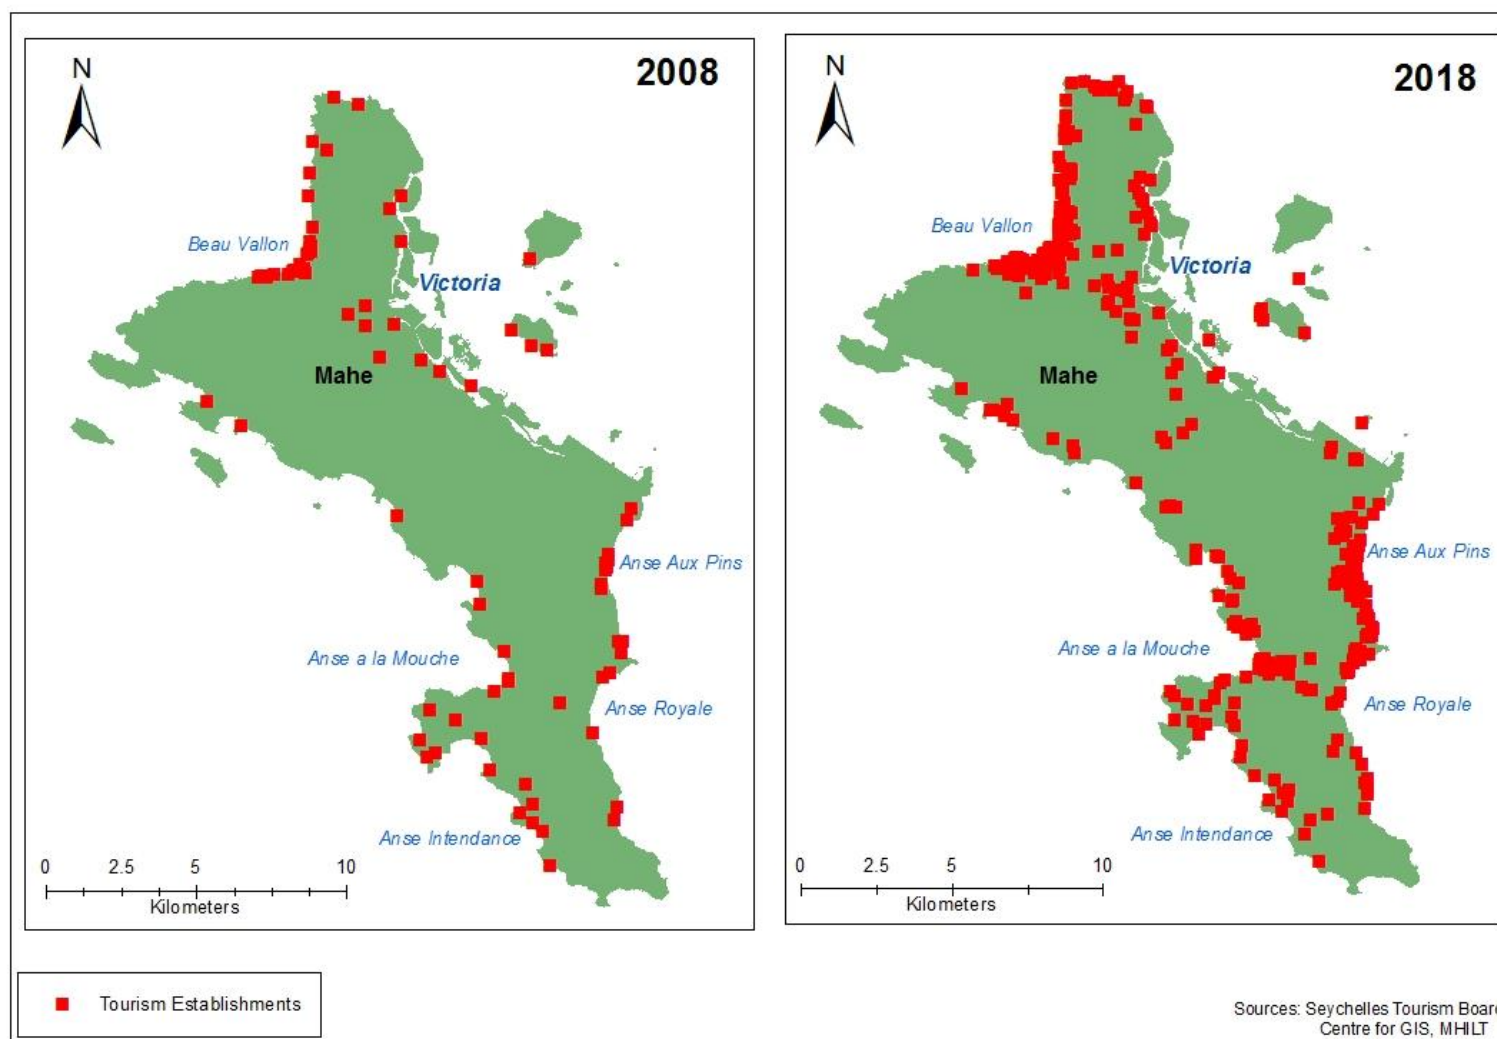 N
2008
Beau Vallon
Victoria
Mahe
Anse Aux Pins
Anse a la Mouche
Anse Royale
Anse Intendance
0 2.5 5 10
Kilometers
N
2018
Beau Vallon
Victoria
Mahe
Anse Aux Pins
Anse a la Mouche
Anse Royale
Anse Intendance
0 2.5 5 10
Kilometers
Tourism Establishments
Sources: Seychelles Tourism Boar
Centre for GIS, MHILT